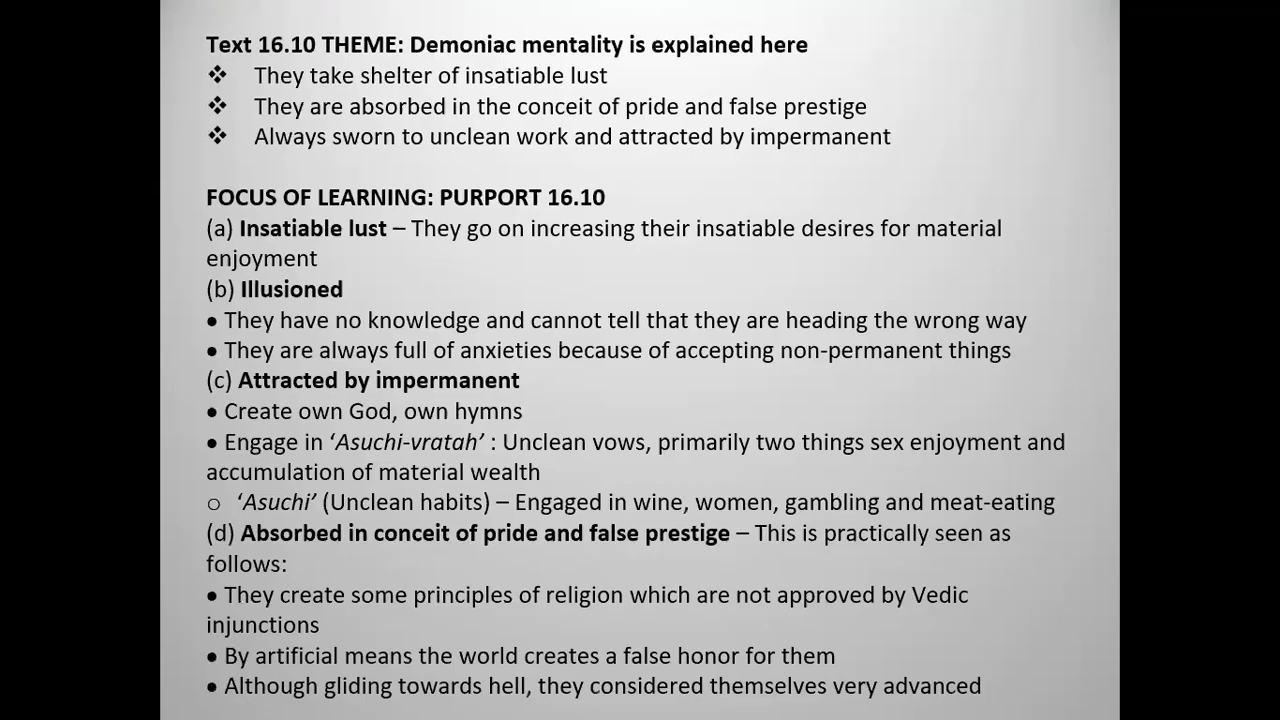 Text 16.10 THEME: Demoniac mentality is explained here
❖ They take shelter of insatiable lust
❖ They are absorbed in the conceit of pride and false prestige
❖ Always sworn to unclean work and attracted by impermanent
FOCUS OF LEARNING: PURPORT 16.10
(a) Insatiable lust – They go on increasing their insatiable desires for material
enjoyment
(b) Illusioned
• They have no knowledge and cannot tell that they are heading the wrong way
• They are always full of anxieties because of accepting non-permanent things
(c) Attracted by impermanent
• Create own God, own hymns
• Engage in ‘Asuchi-vratah’ : Unclean vows, primarily two things sex enjoyment and
accumulation of material wealth
o ‘Asuchi’ (Unclean habits) – Engaged in wine, women, gambling and meat-eating
(d) Absorbed in conceit of pride and false prestige – This is practically seen as
follows:
• They create some principles of religion which are not approved by Vedic
injunctions
• By artificial means the world creates a false honor for them
• Although gliding towards hell, they considered themselves very advanced